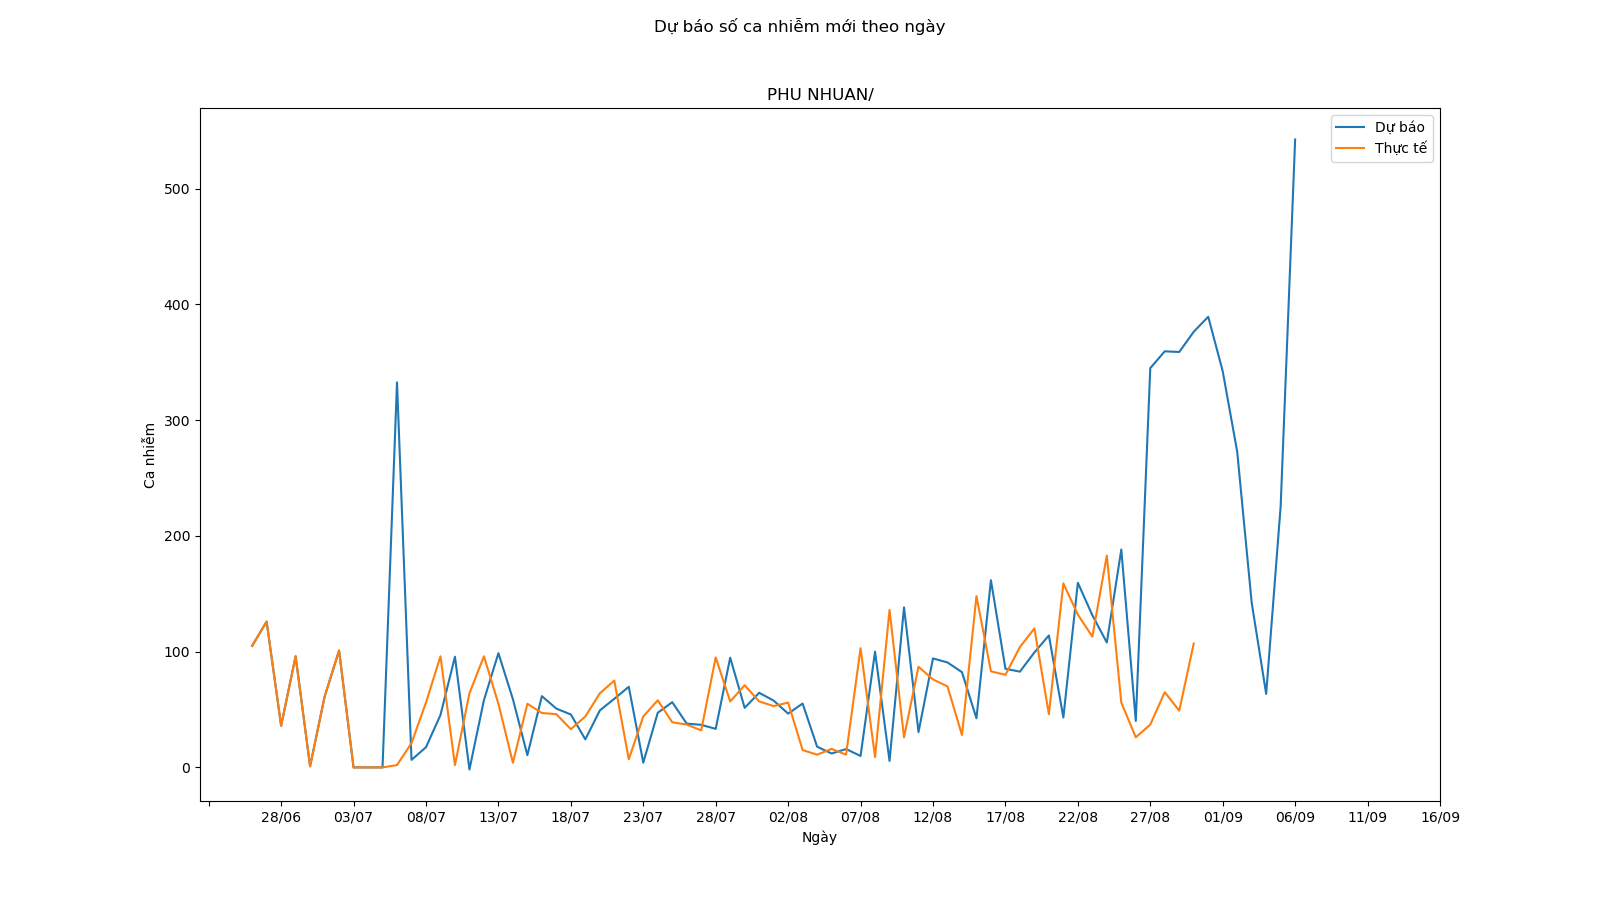 Dự báo số ca nhiễm mới theo ngày
PHU NHUAN/
Dự báo
Thực tế
500
400
300
200
100
0
Ca nhiễm
28/06 03/07 08/07 13/07 18/07 23/07 28/07 02/08 07/08 12/08 17/08 22/08 27/08 01/09 06/09 11/09 16/09
Ngày